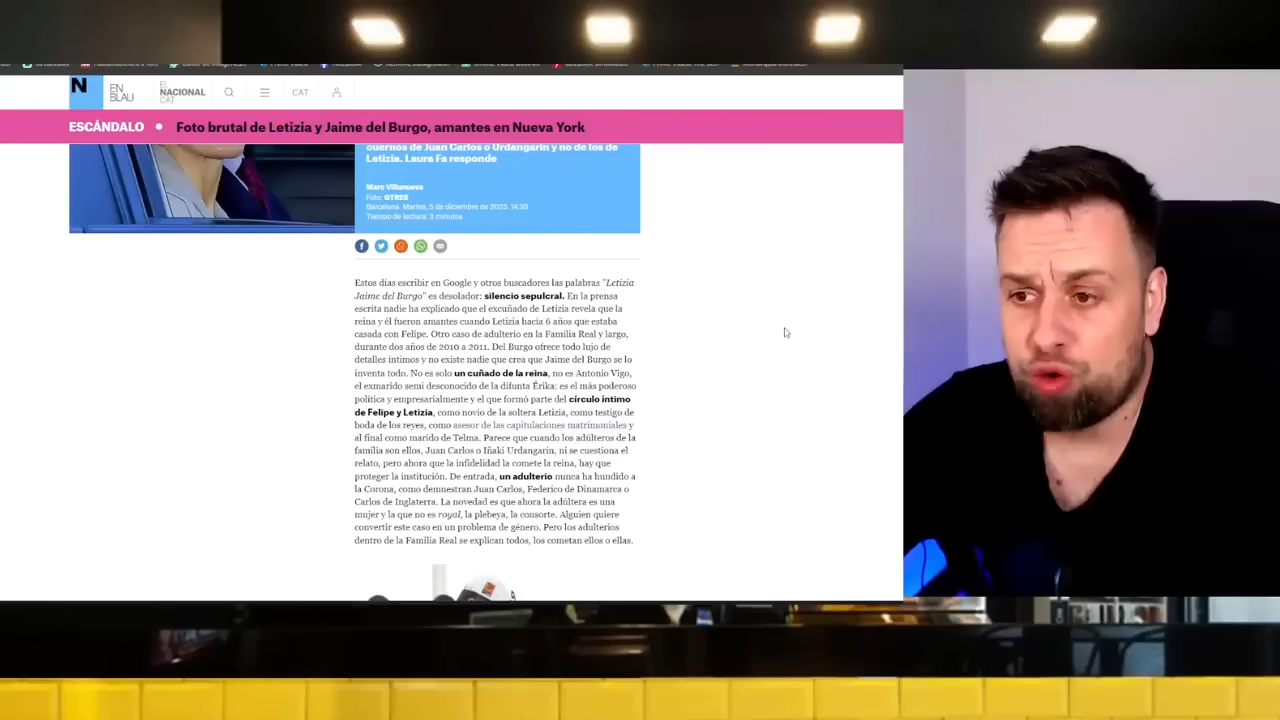 N
EN
BLAU
EL
NACIONAL
CAT
CAT
ESCÁNDALO • Foto brutal de Letizia y Jaime del Burgo, amantes en Nueva York
cuernos de Juan Carlos o Urdangarin y no de los de
Letizia. Laura Fa responde
Marc Villanueva
Foto: GTRES
Barcelona. Martes, 5 de diciembre de 2023. 14:33
Tiempo de lectura: 3 minutos
Estos días escribir en Google y otros buscadores las palabras "Letizia
Jaime del Burgo" es desolador: silencio sepulcral. En la prensa
escrita nadie ha explicado que el excuñado de Letizia revela que la
reina y él fueron amantes cuando Letizia hacía 6 años que estaba
casada con Felipe. Otro caso de adulterio en la Familia Real y largo,
durante dos años de 2010 a 2011. Del Burgo ofrece todo lujo de
detalles íntimos y no existe nadie que crea que Jaime del Burgo se lo
inventa todo. No es solo un cuñado de la reina, no es Antonio Vigo,
el exmarido semi desconocido de la difunta Érika: es el más poderoso
política y empresarialmente y el que formó parte del círculo íntimo
de Felipe y Letizia, como novio de la soltera Letizia, como testigo de
boda de los reyes, como asesor de las capitulaciones matrimoniales y
al final como marido de Telma. Parece que cuando los adúlteros de la
familia son ellos, Juan Carlos o Iñaki Urdangarin, ni se cuestiona el
relato, pero ahora que la infidelidad la comete la reina, hay que
proteger la institución. De entrada, un adulterio nunca ha hundido a
la Corona, como demuestran Juan Carlos, Federico de Dinamarca o
Carlos de Inglaterra. La novedad es que ahora la adúltera es una
mujer y la que no es royal, la plebeya, la consorte. Alguien quiere
convertir este caso en un problema de género. Pero los adulterios
dentro de la Familia Real se explican todos, los cometan ellos o ellas.